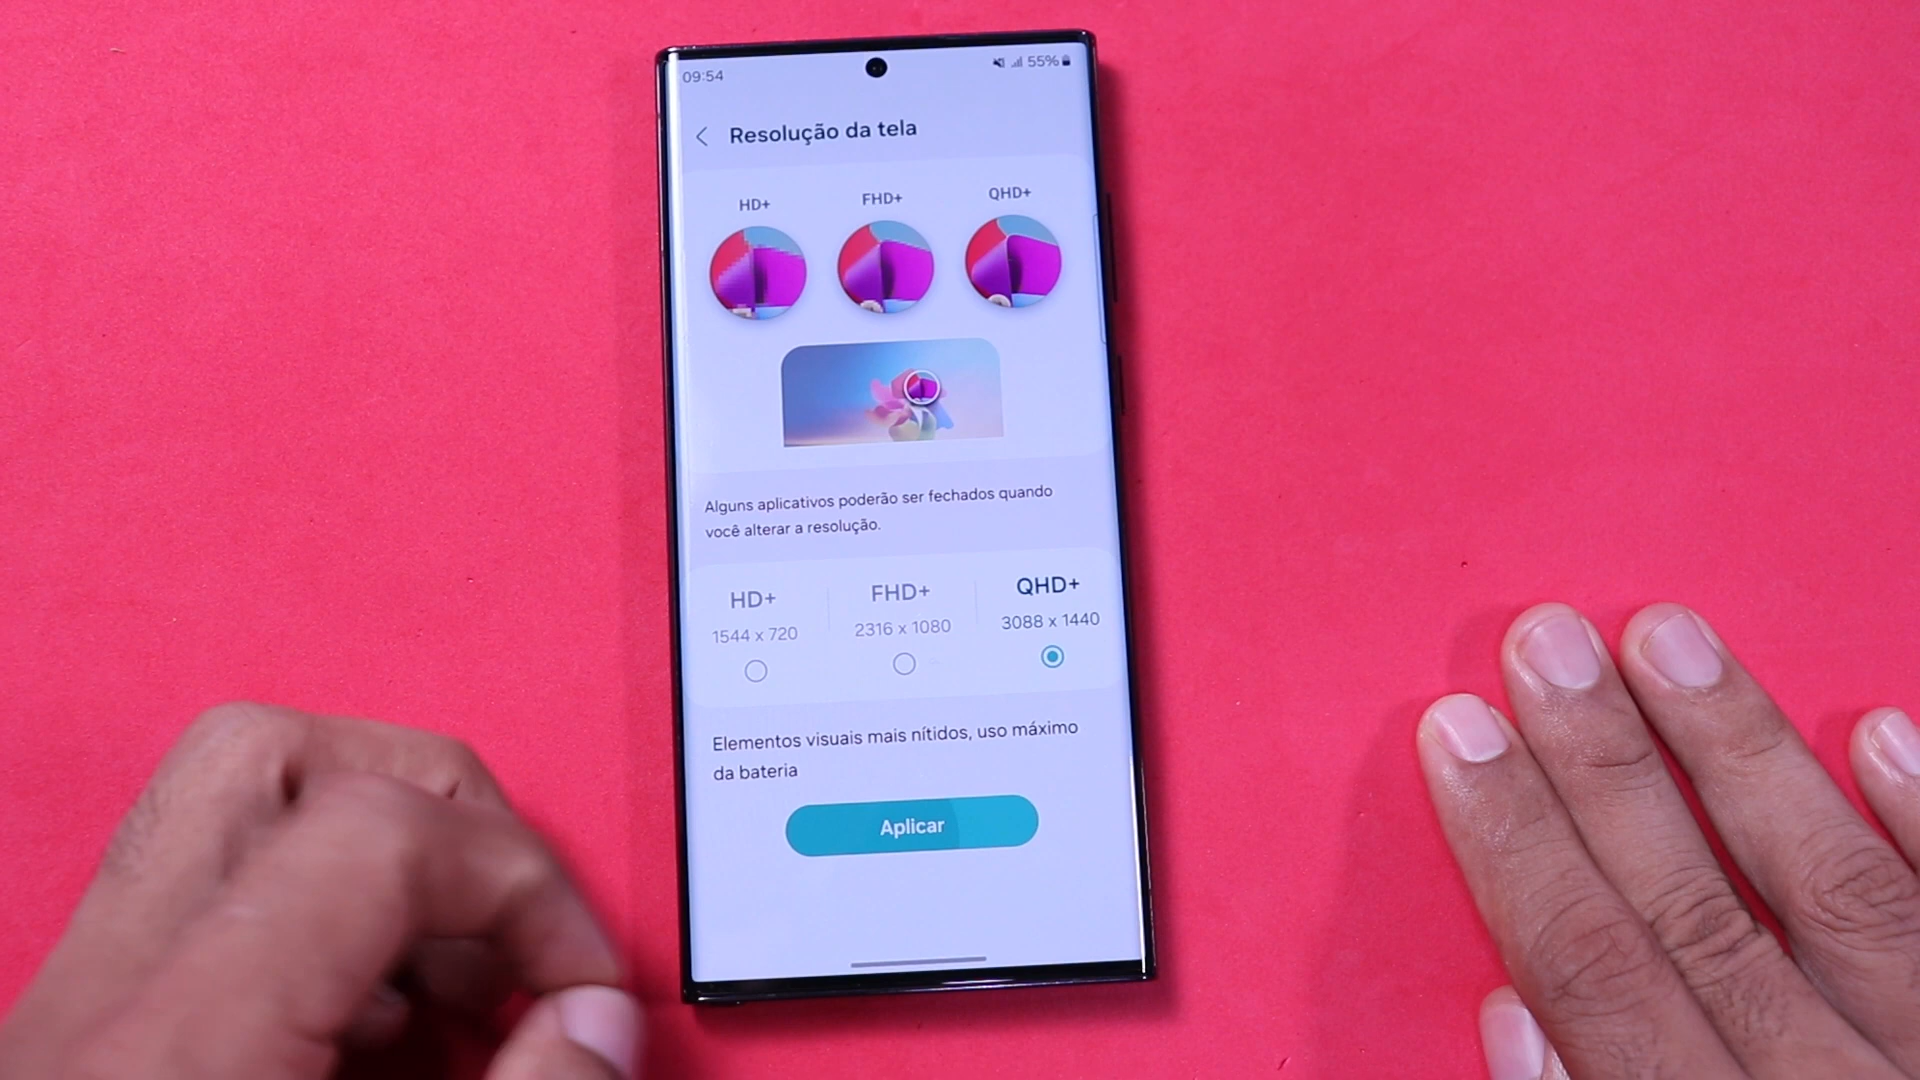 09:54
55%
Resolução da tela
HD+
FHD+
QHD+
Alguns aplicativos poderão ser fechados quando
você alterar a resolução.
HD+
1544 x 720
FHD+
2316 x 1080
QHD+
3088 x 1440
Elementos visuais mais nítidos, uso máximo
da bateria
Aplicar